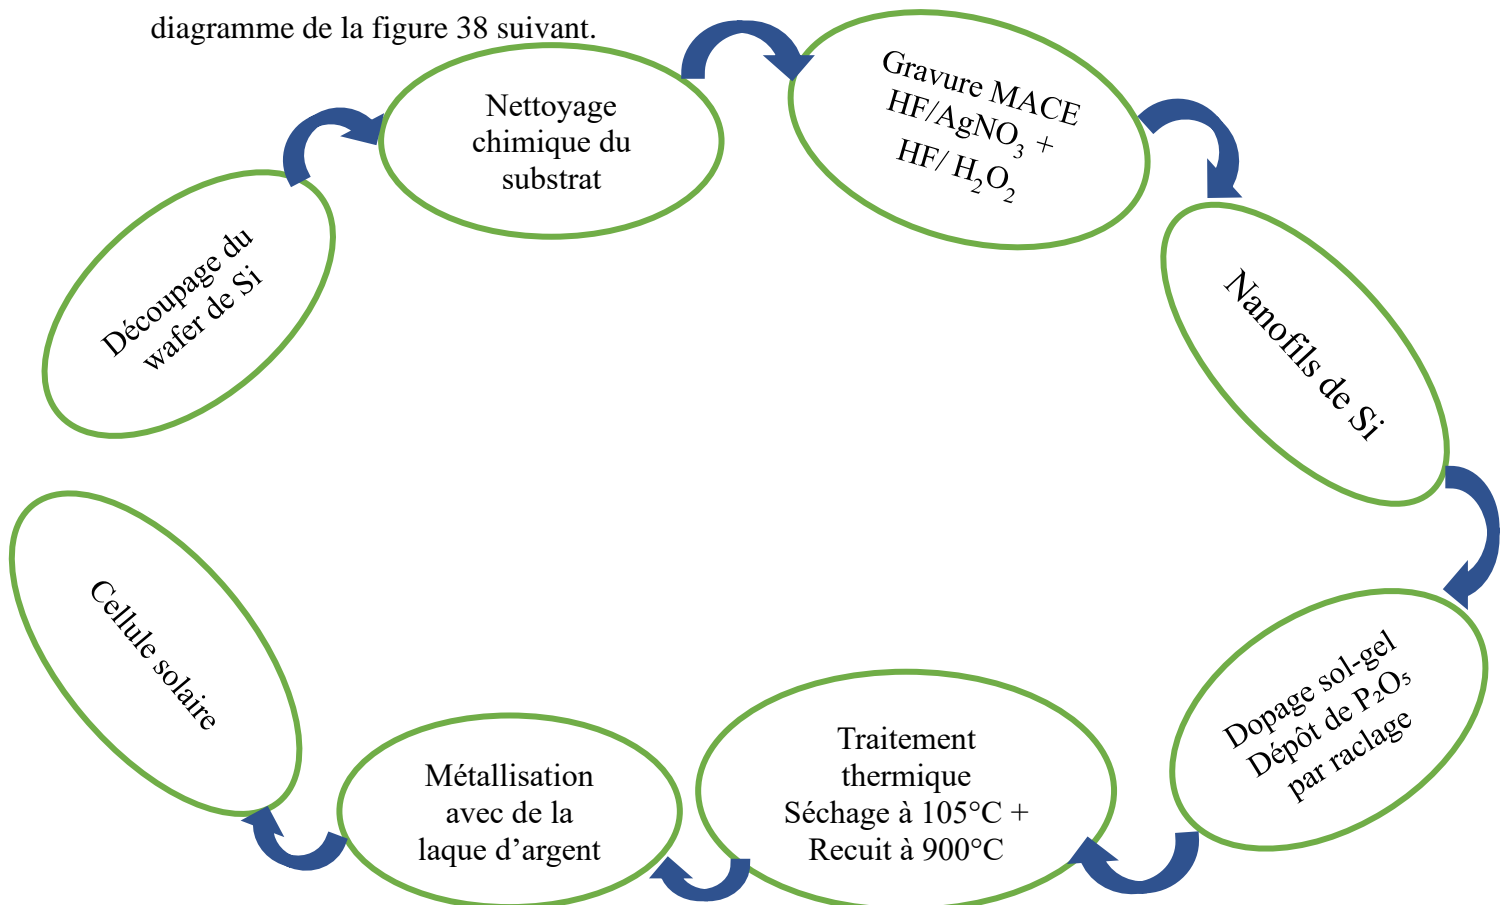 diagramme de la figure 38 suivant.
Découpage du
wafer de Si
Nettoyage
chimique du
substrat
Gravure MACE
HF/AgNO₃ +
HF/ H₂O₂
Nanofils de Si
Dopage sol-gel
Dépôt de P₂O₅
par raclage
Traitement
thermique
Séchage à 105°C +
Recuit à 900°C
Métallisation
avec de la
laque d’argent
Cellule solaire